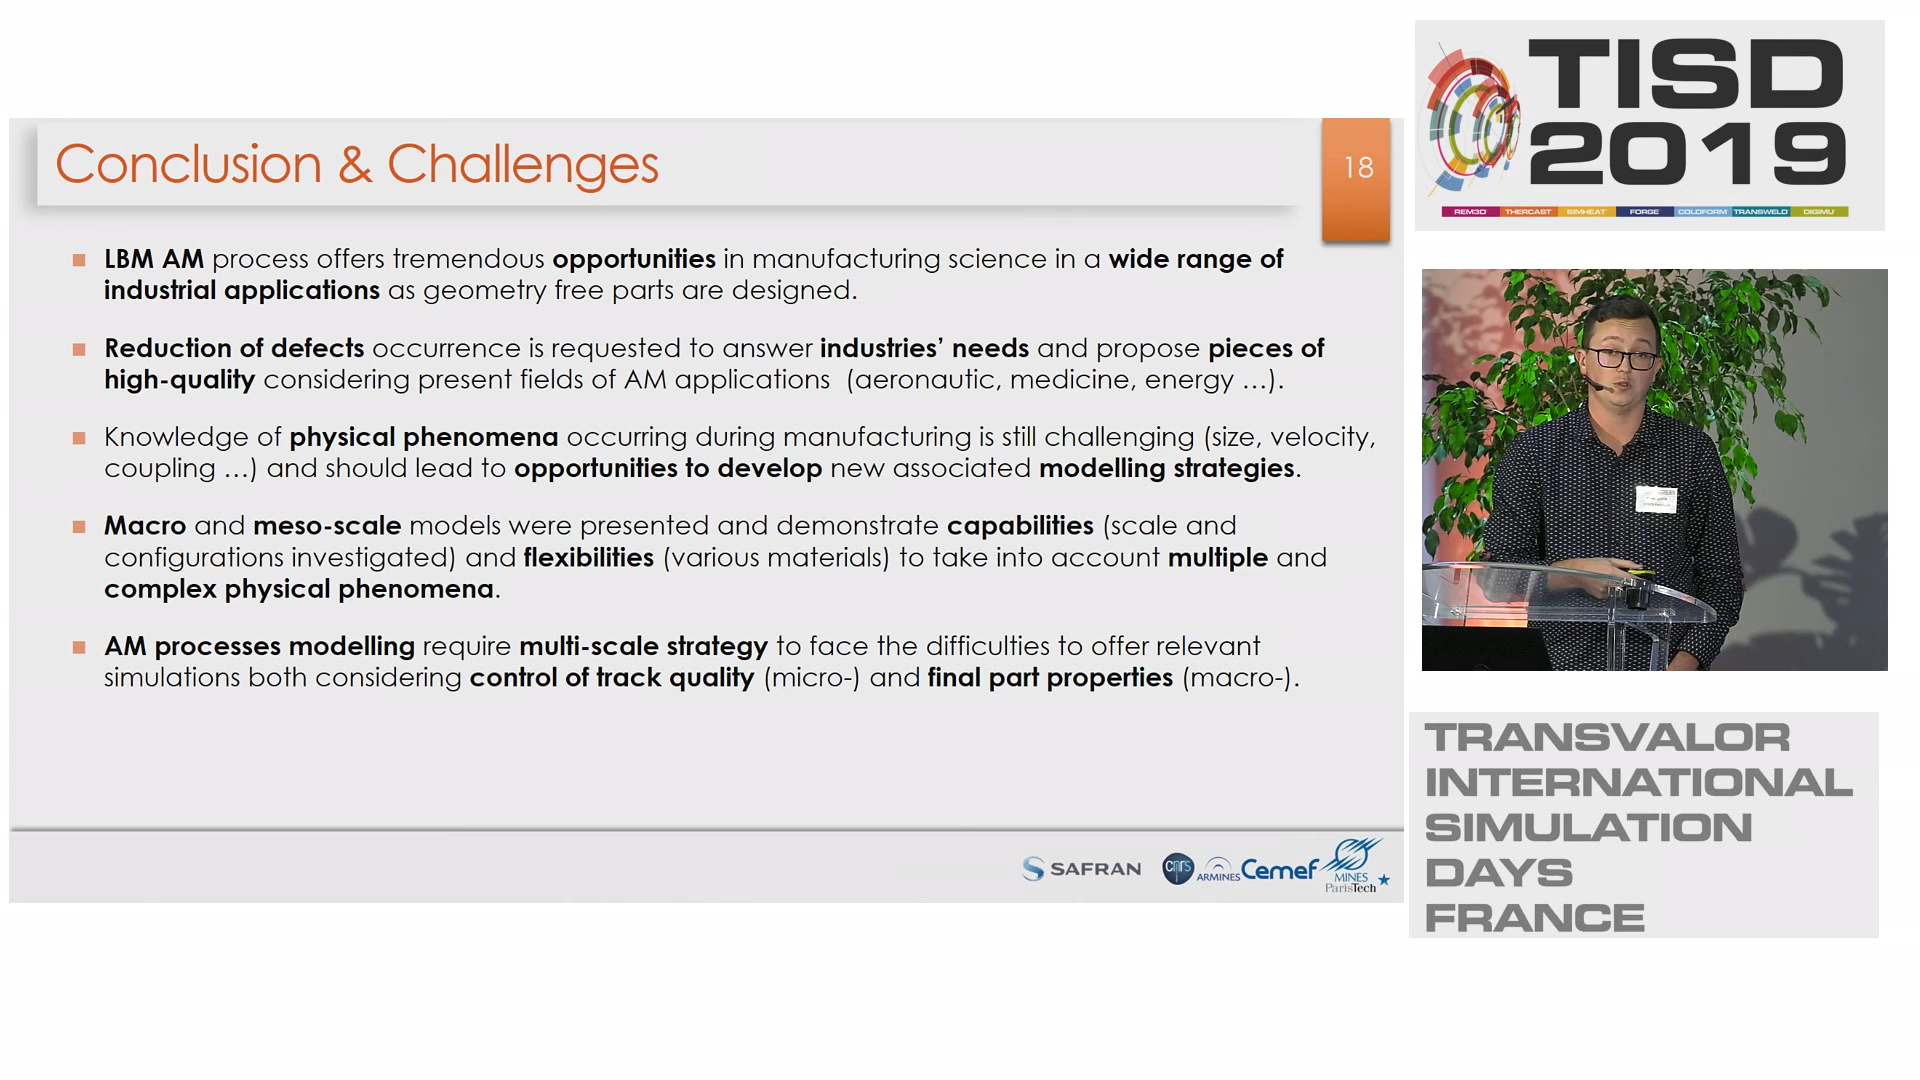 Conclusion & Challenges
18
LBM AM process offers tremendous opportunities in manufacturing science in a wide range of
industrial applications as geometry free parts are designed.
Reduction of defects occurrence is requested to answer industries' needs and propose pieces of
high-quality considering present fields of AM applications (aeronautic, medicine, energy …).
Knowledge of physical phenomena occurring during manufacturing is still challenging (size, velocity,
coupling …) and should lead to opportunities to develop new associated modelling strategies.
Macro and meso-scale models were presented and demonstrate capabilities (scale and
configurations investigated) and flexibilities (various materials) to take into account multiple and
complex physical phenomena.
AM processes modelling require multi-scale strategy to face the difficulties to offer relevant
simulations both considering control of track quality (micro-) and final part properties (macro-).
SAFRAN
cnrs
ARMINES
Cemef
MINES
ParisTech
TISD
2019
REM3D THERCAST SIMHEAT FORGE COLDFORM TRANSWELD DIGIMU
TRANSVALOR
INTERNATIONAL
SIMULATION
DAYS
FRANCE